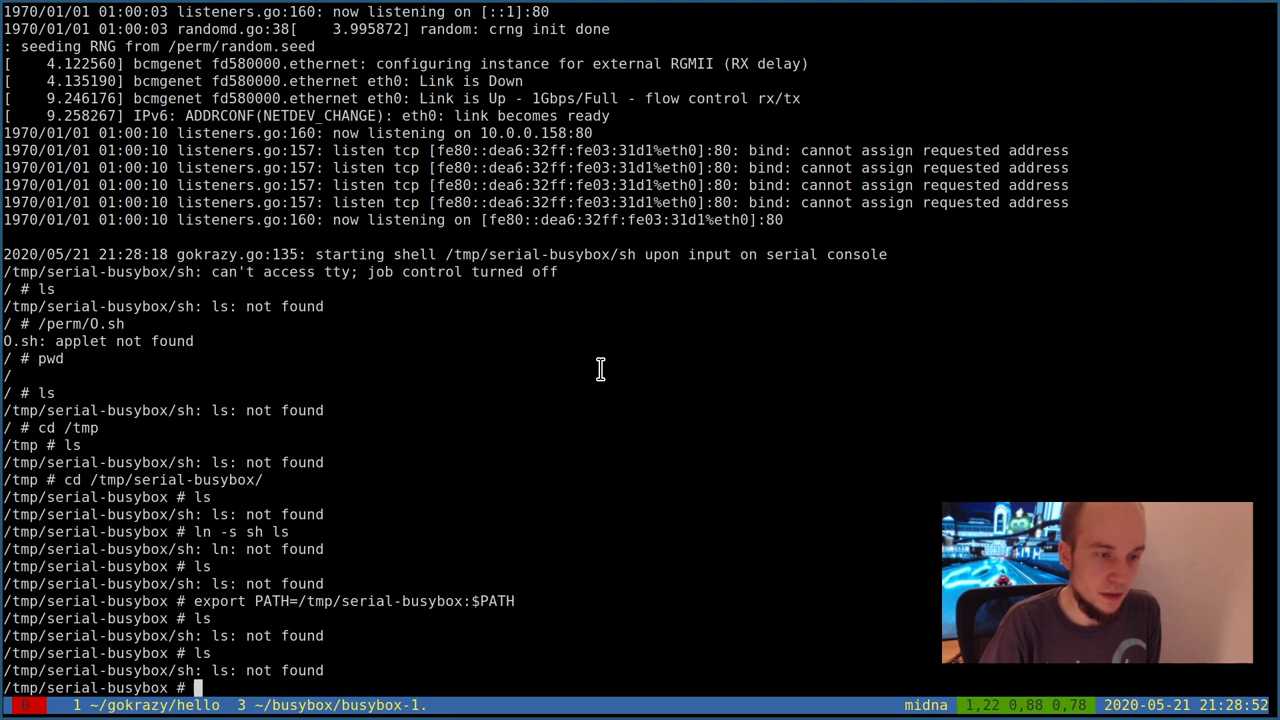 1970/01/01 01:00:03 listeners.go:160: now listening on [::1]:80
1970/01/01 01:00:03 randomd.go:38[    3.995872] random: crng init done
: seeding RNG from /perm/random.seed
[    4.122560] bcmgenet fd580000.ethernet: configuring instance for external RGMII (RX delay)
[    4.135190] bcmgenet fd580000.ethernet eth0: Link is Down
[    9.246176] bcmgenet fd580000.ethernet eth0: Link is Up - 1Gbps/Full - flow control rx/tx
[    9.258267] IPv6: ADDRCONF(NETDEV_CHANGE): eth0: link becomes ready
1970/01/01 01:00:10 listeners.go:160: now listening on 10.0.0.158:80
1970/01/01 01:00:10 listeners.go:157: listen tcp [fe80::dea6:32ff:fe03:31d1%eth0]:80: bind: cannot assign requested address
1970/01/01 01:00:10 listeners.go:157: listen tcp [fe80::dea6:32ff:fe03:31d1%eth0]:80: bind: cannot assign requested address
1970/01/01 01:00:10 listeners.go:157: listen tcp [fe80::dea6:32ff:fe03:31d1%eth0]:80: bind: cannot assign requested address
1970/01/01 01:00:10 listeners.go:157: listen tcp [fe80::dea6:32ff:fe03:31d1%eth0]:80: bind: cannot assign requested address
1970/01/01 01:00:10 listeners.go:160: now listening on [fe80::dea6:32ff:fe03:31d1%eth0]:80
2020/05/21 21:28:18 gokrazy.go:135: starting shell /tmp/serial-busybox/sh upon input on serial console
/tmp/serial-busybox/sh: can't access tty; job control turned off
/ # ls
/tmp/serial-busybox/sh: ls: not found
/ # /perm/O.sh
O.sh: applet not found
/ # pwd
/
/ # ls
/tmp/serial-busybox/sh: ls: not found
/ # cd /tmp
/tmp # ls
/tmp/serial-busybox/sh: ls: not found
/tmp # cd /tmp/serial-busybox/
/tmp/serial-busybox # ls
/tmp/serial-busybox/sh: ls: not found
/tmp/serial-busybox # ln -s sh ls
/tmp/serial-busybox/sh: ln: not found
/tmp/serial-busybox # ls
/tmp/serial-busybox/sh: ls: not found
/tmp/serial-busybox # export PATH=/tmp/serial-busybox:$PATH
/tmp/serial-busybox # ls
/tmp/serial-busybox/sh: ls: not found
/tmp/serial-busybox # ls
/tmp/serial-busybox/sh: ls: not found
/tmp/serial-busybox #
0 1 ~/gokrazy/hello 3 ~/busybox/busybox-1. midna 1,22 0,88 0,78 2020-05-21 21:28:52